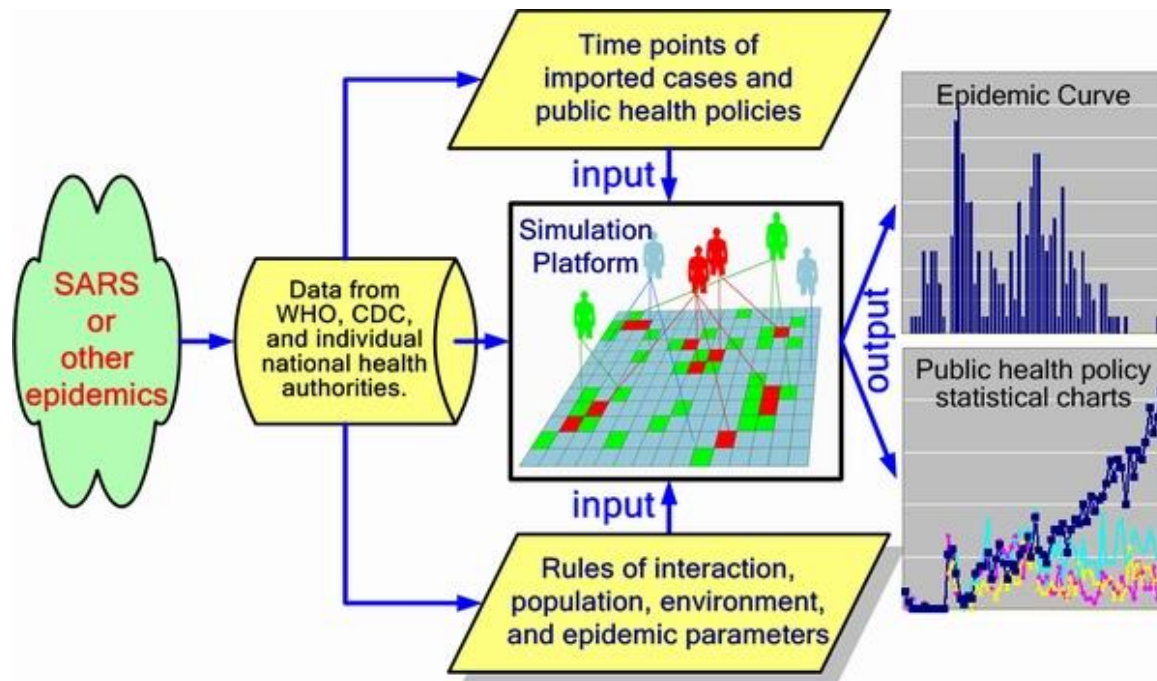 Time points of
imported cases and
public health policies
input
SARS
or
other
epidemics
Data from
WHO, CDC,
and individual
national health
authorities.
Simulation
Platform
input
Rules of interaction,
population, environment,
and epidemic parameters
output
Epidemic Curve
Public health policy
statistical charts